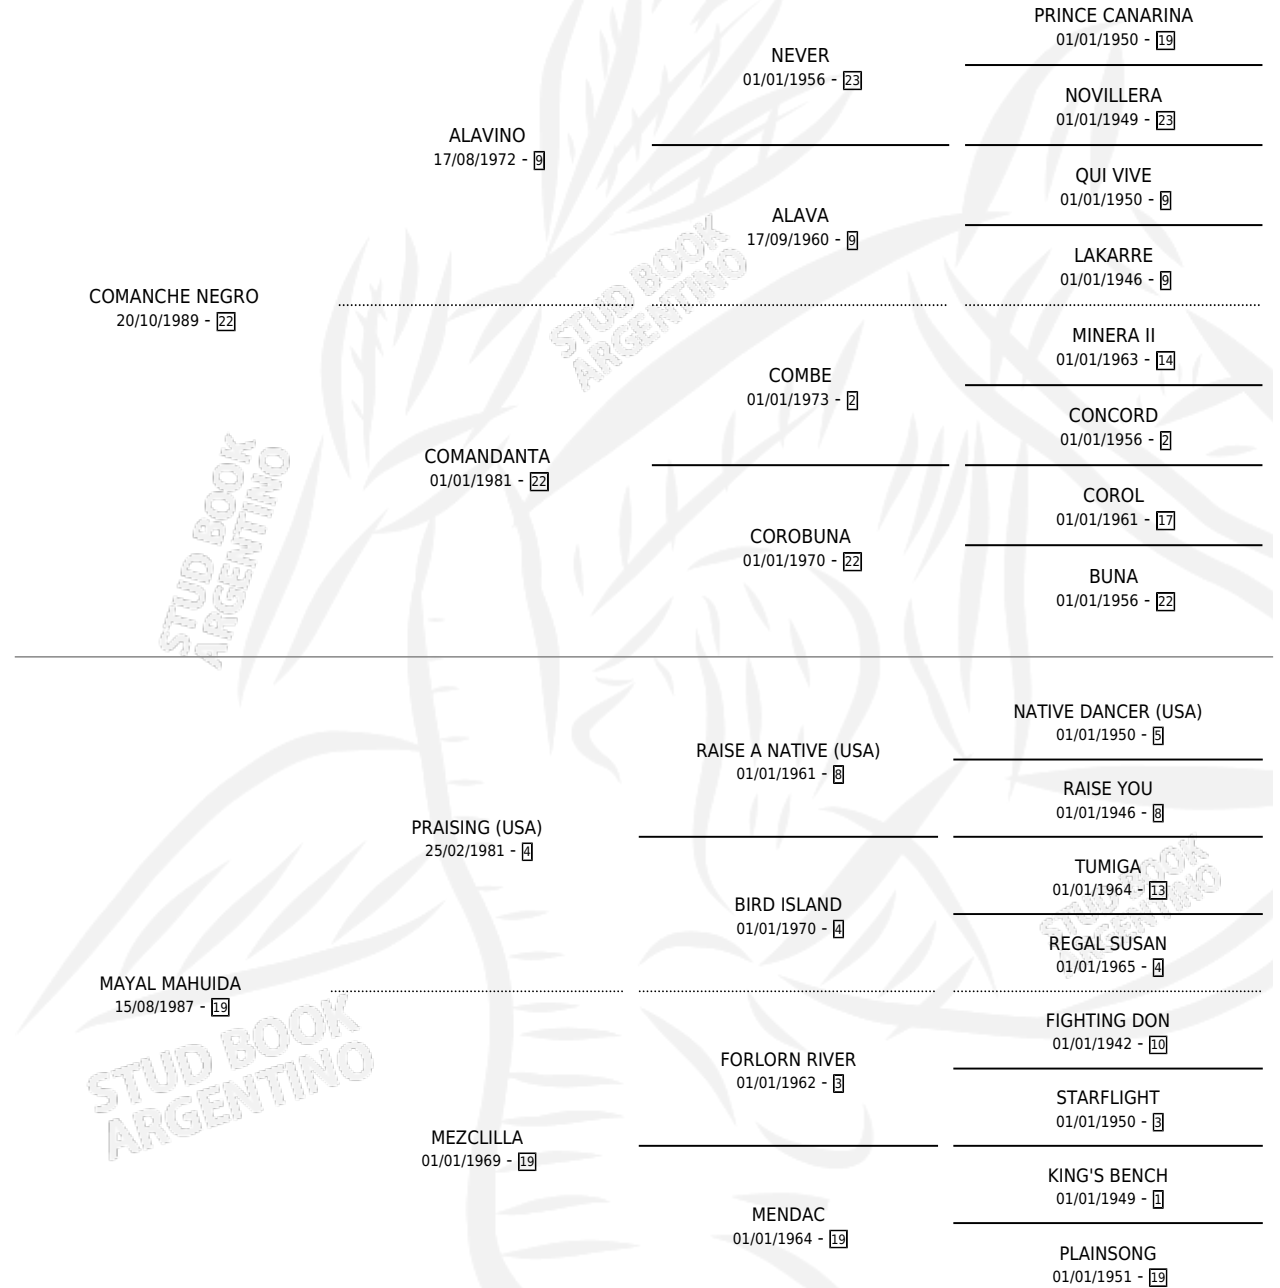 PRINCE CANARINA
01/01/1950 - 19
NEVER
01/01/1956 - 23
NOVILLERA
01/01/1949 - 23
ALAVINO
17/08/1972 - 9
QUI VIVE
01/01/1950 - 9
ALAVA
17/09/1960 - 9
LAKARRE
01/01/1946 - 9
COMANCHE NEGRO
20/10/1989 - 22
MINERA II
01/01/1963 - 14
COMBE
01/01/1973 - 2
CONCORD
01/01/1956 - 2
COMANDANTA
01/01/1981 - 22
COROL
01/01/1961 - 17
COROBUNA
01/01/1970 - 22
BUNA
01/01/1956 - 22
NATIVE DANCER (USA)
01/01/1950 - 5
RAISE A NATIVE (USA)
01/01/1961 - 8
RAISE YOU
01/01/1946 - 8
PRAISING (USA)
25/02/1981 - 4
TUMIGA
01/01/1964 - 13
BIRD ISLAND
01/01/1970 - 4
REGAL SUSAN
01/01/1965 - 4
MAYAL MAHUIDA
15/08/1987 - 19
FIGHTING DON
01/01/1942 - 10
FORLORN RIVER
01/01/1962 - 3
STARFLIGHT
01/01/1950 - 3
MEZCLILLA
01/01/1969 - 19
KING'S BENCH
01/01/1949 - 1
MENDAC
01/01/1964 - 19
PLAINSONG
01/01/1951 - 19
STUD BOOK
ARGENTINO
STUD BOOK
ARGENTINO
STUD BOOK
ARGENTINO
STUD BOOK
ARGENTINO